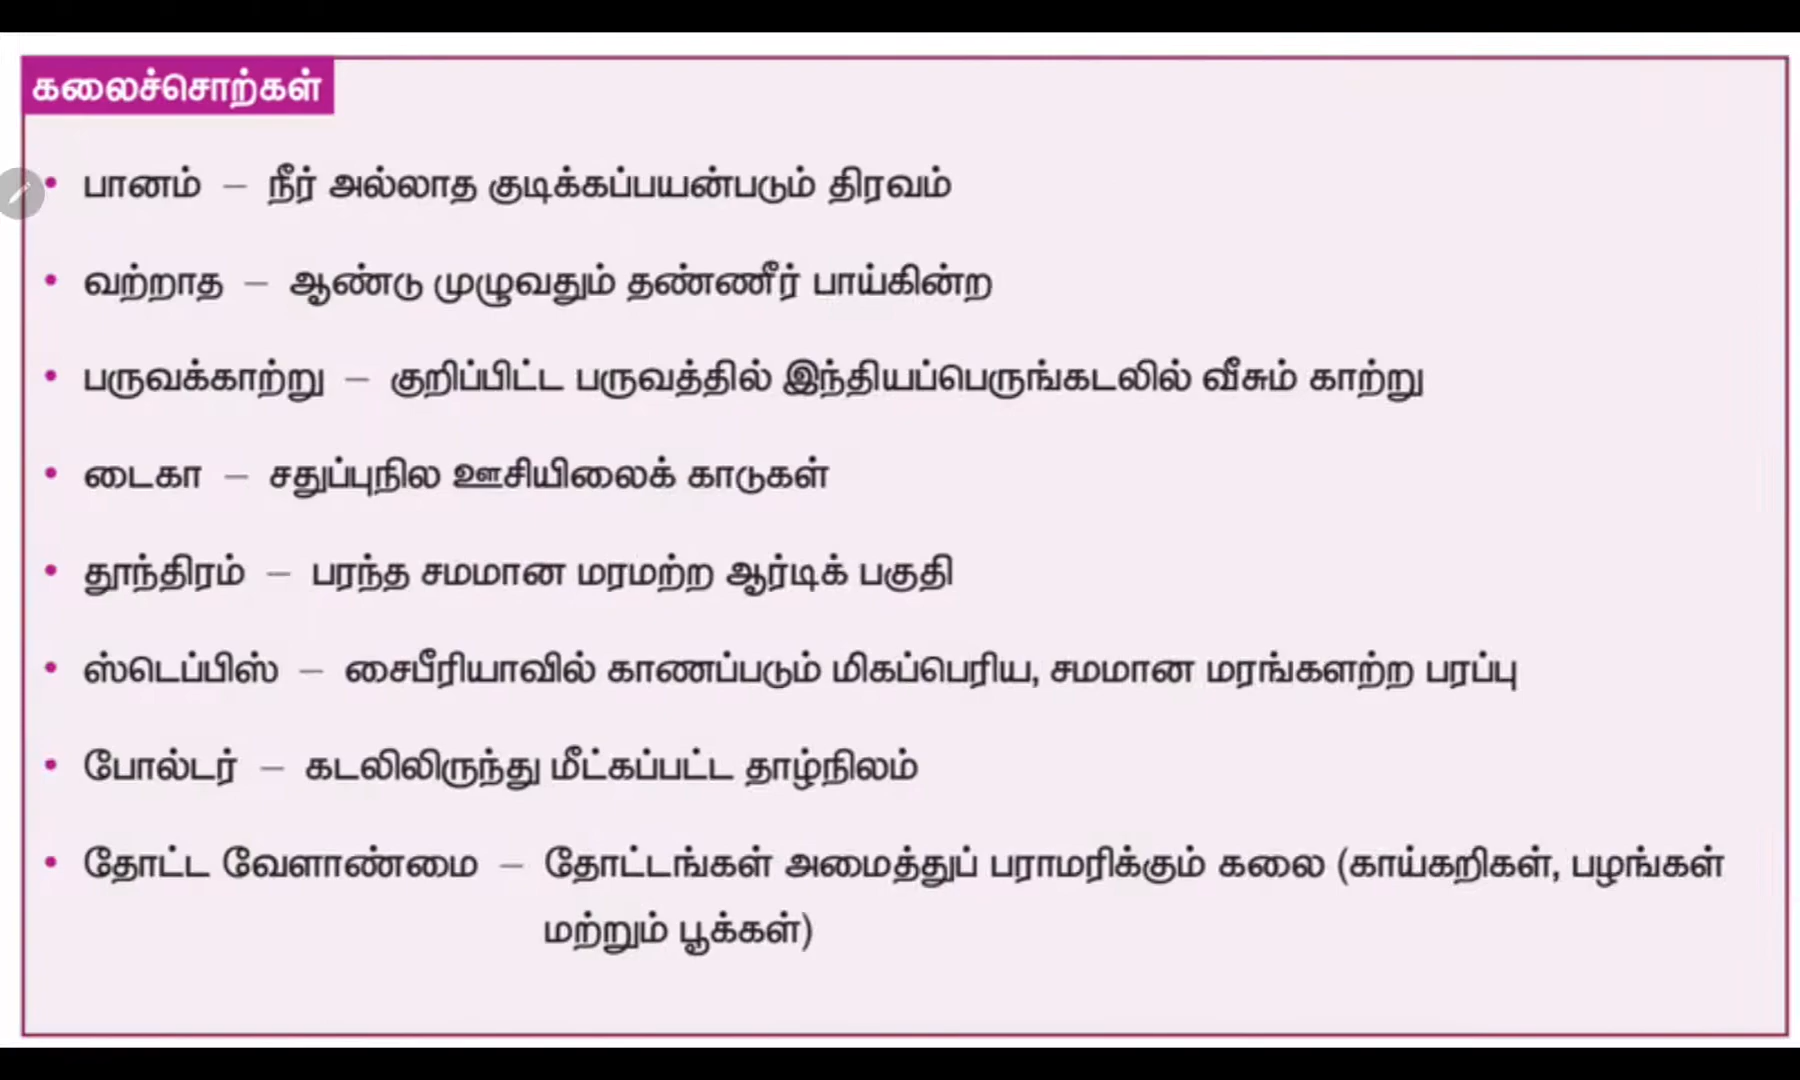 கலைச்சொற்கள்
• பானம் – நீர் அல்லாத குடிக்கப்பயன்படும் திரவம்
• வற்றாத – ஆண்டு முழுவதும் தண்ணீர் பாய்கின்ற
• பருவக்காற்று – குறிப்பிட்ட பருவத்தில் இந்தியப்பெருங்கடலில் வீசும் காற்று
• டைகா – சதுப்புநில ஊசியிலைக் காடுகள்
• தூந்திரம் – பரந்த சமமான மரமற்ற ஆர்டிக் பகுதி
• ஸ்டெப்பிஸ் – சைபீரியாவில் காணப்படும் மிகப்பெரிய, சமமான மரங்களற்ற பரப்பு
• போல்டர் – கடலிலிருந்து மீட்கப்பட்ட தாழ்நிலம்
• தோட்ட வேளாண்மை – தோட்டங்கள் அமைத்துப் பராமரிக்கும் கலை (காய்கறிகள், பழங்கள்
மற்றும் பூக்கள்)